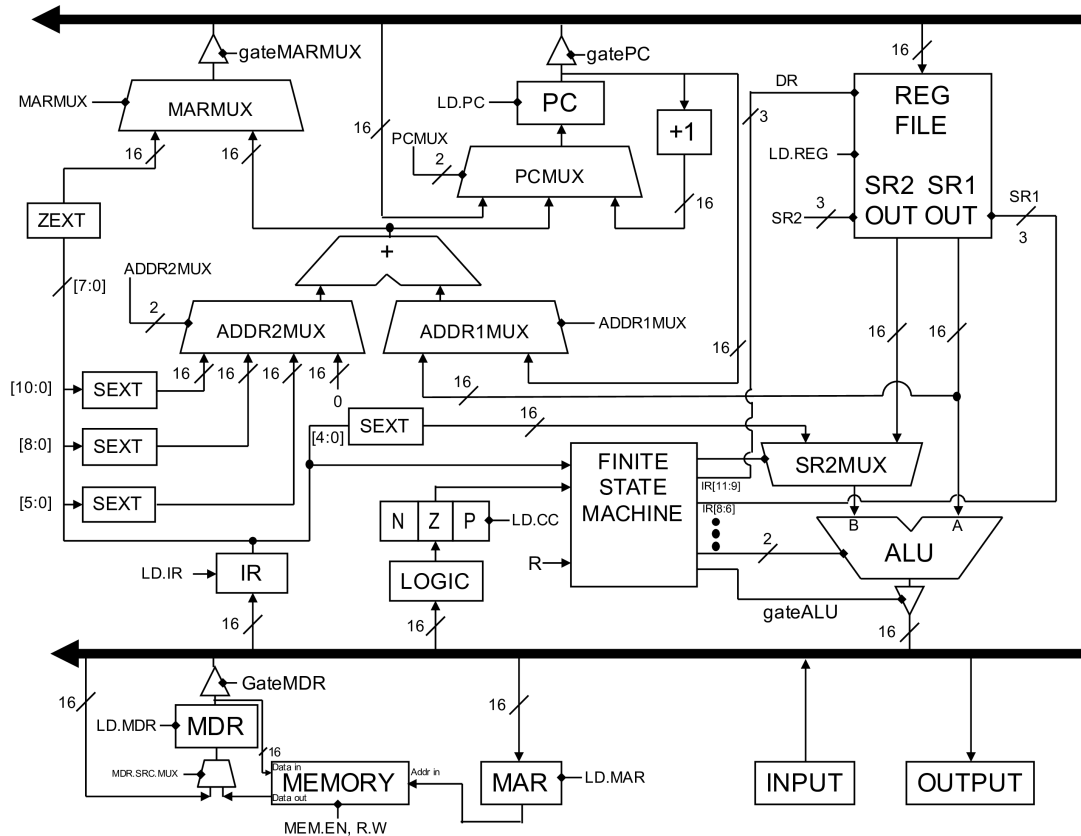 gateMARMUX
gatePC
16
MARMUX
MARMUX
LD.PC
PC
DR
REG
FILE
16
3
+1
PCMUX
2
PCMUX
LD.REG
16
16
16
ZEXT
SR2
OUT
SR1
OUT
SR2
3
SR1
3
+
[7:0]
ADDR2MUX
2
ADDR2MUX
ADDR1MUX
ADDR1MUX
16
16
16
[10:0]
SEXT
16
16
16
16
0
16
[8:0]
SEXT
[4:0]
SEXT
16
SR2MUX
[5:0]
SEXT
FINITE
STATE
MACHINE
IR[11:9]
IR[8:6]
N
Z
P
LD.CC
B
A
ALU
2
LD.IR
IR
LOGIC
R
gateALU
16
16
16
16
GateMDR
16
LD.MDR
MDR
16
MDR.SRC.MUX
Data in
Data out
MEMORY
Addr in
MAR
LD.MAR
INPUT
OUTPUT
MEM.EN, R.W